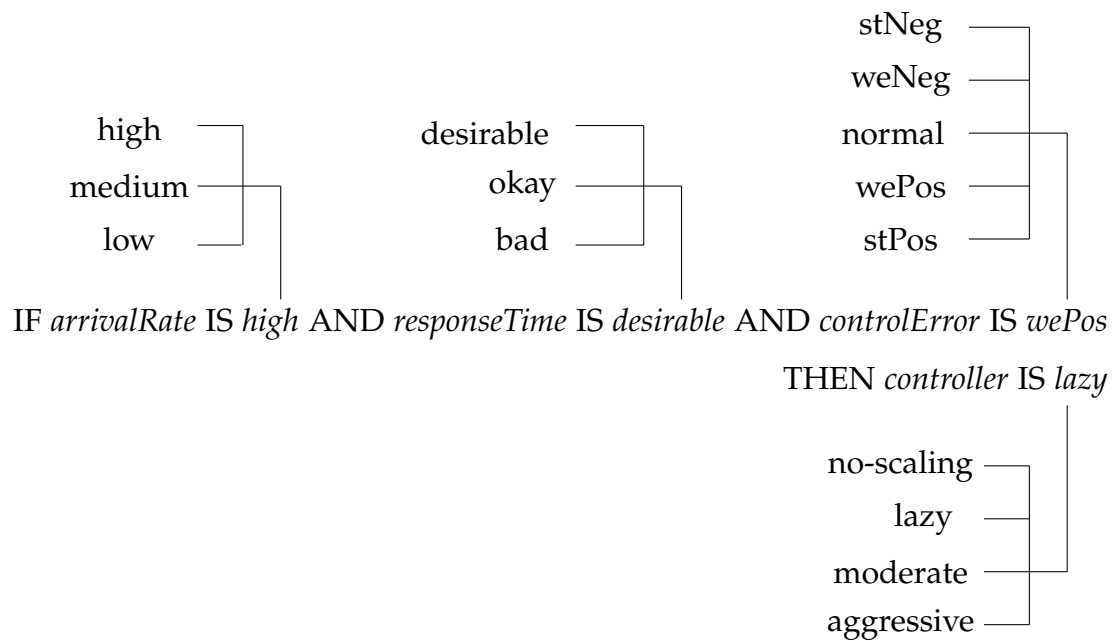 stNeg
weNeg
high
desirable
normal
medium
okay
wePos
low
bad
stPos
IF arrivalRate IS high AND responseTime IS desirable AND controlError IS wePos
THEN controller IS lazy
no-scaling
lazy
moderate
aggressive